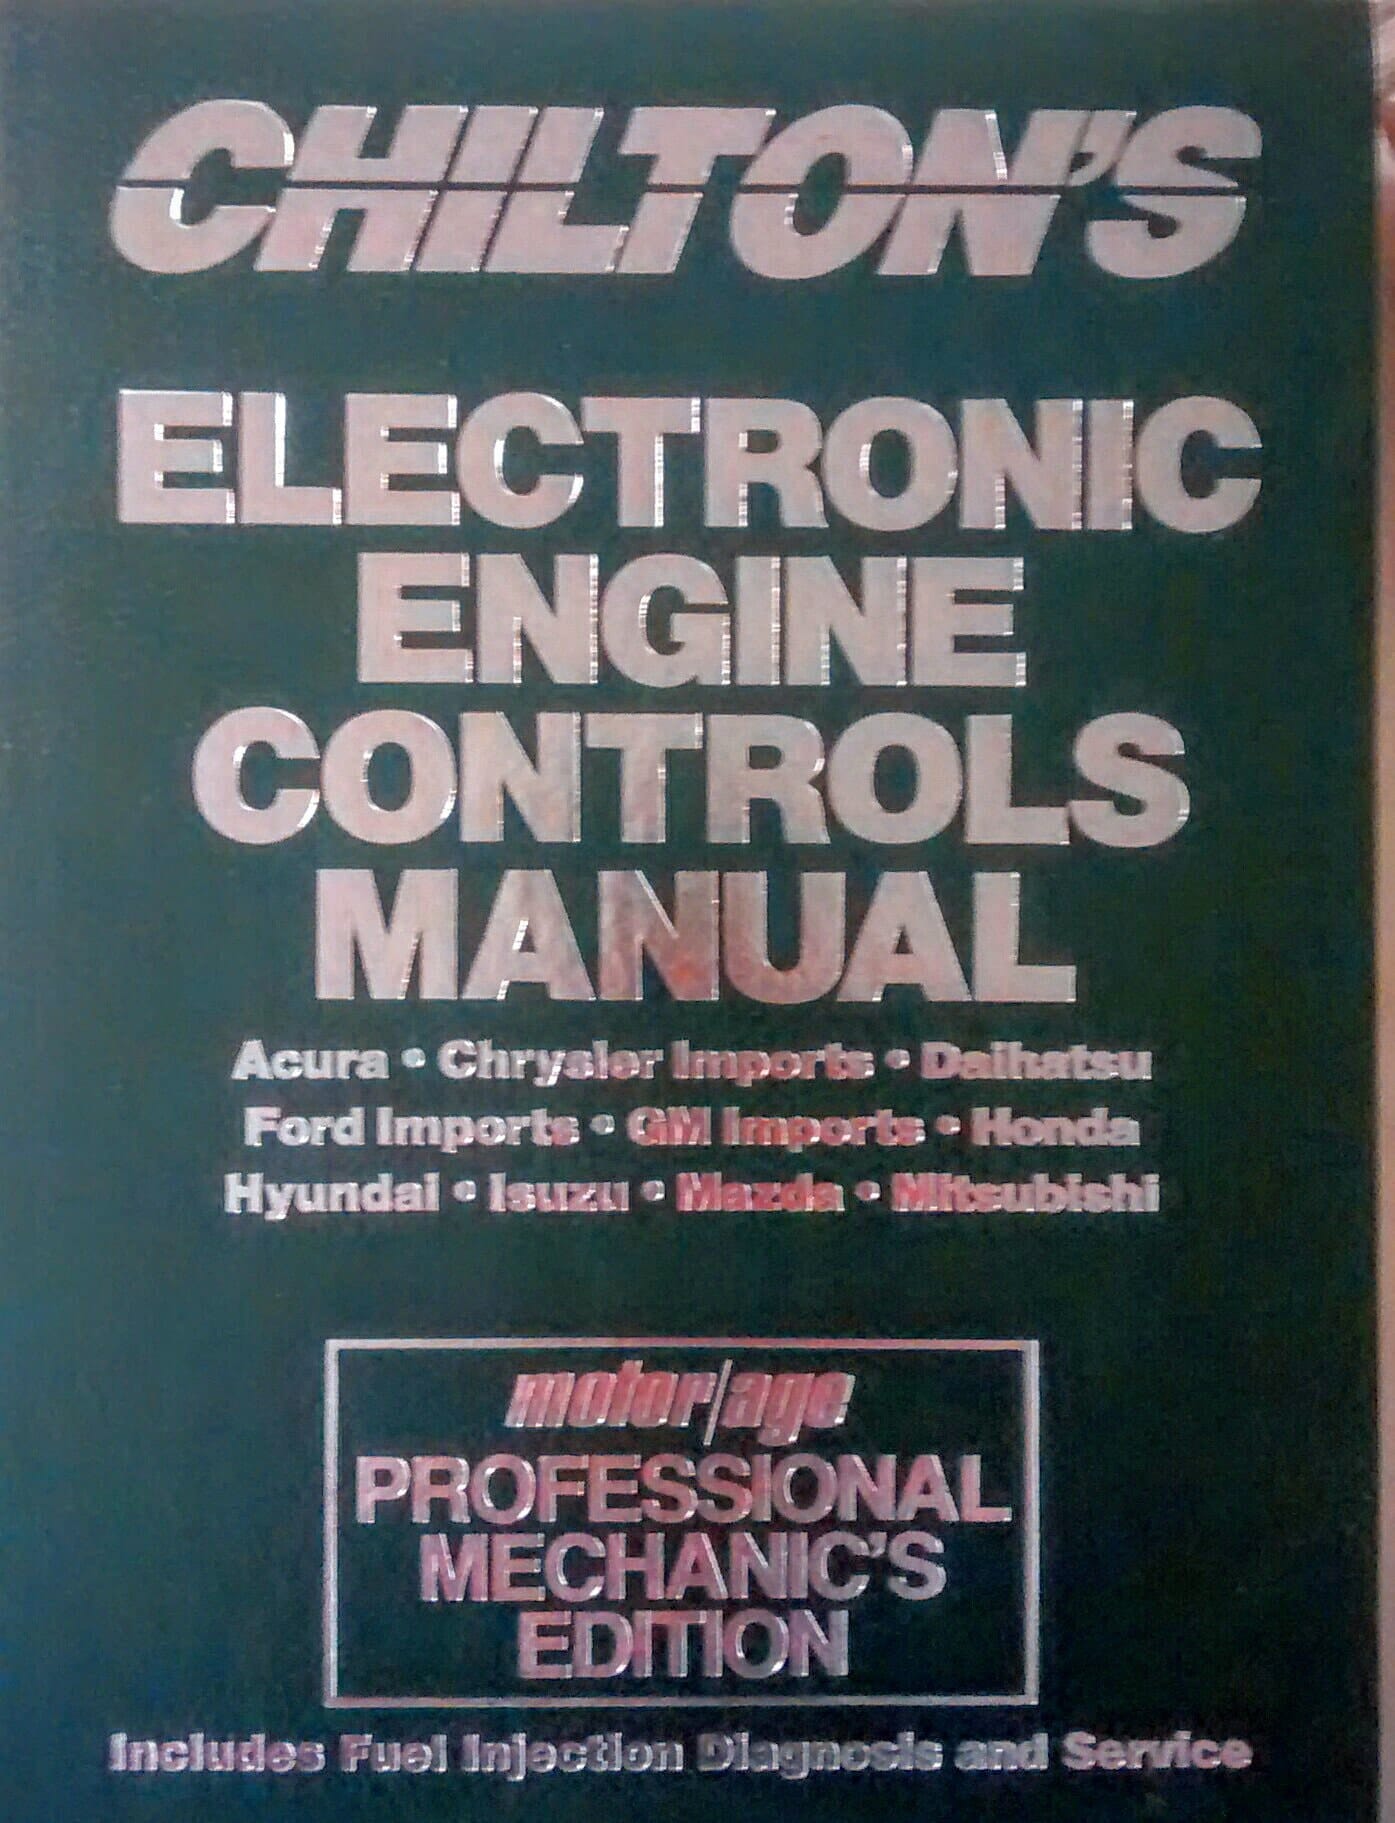 CHILTON'S
ELECTRONIC
ENGINE
CONTROLS
MANUAL
Acura • Chrysler Imports • Daihatsu
Ford Imports • GM Imports • Honda
Hyundai • Isuzu • Mazda • Mitsubishi
motor/age
PROFESSIONAL
MECHANIC'S
EDITION
Includes Fuel Injection Diagnosis and Service